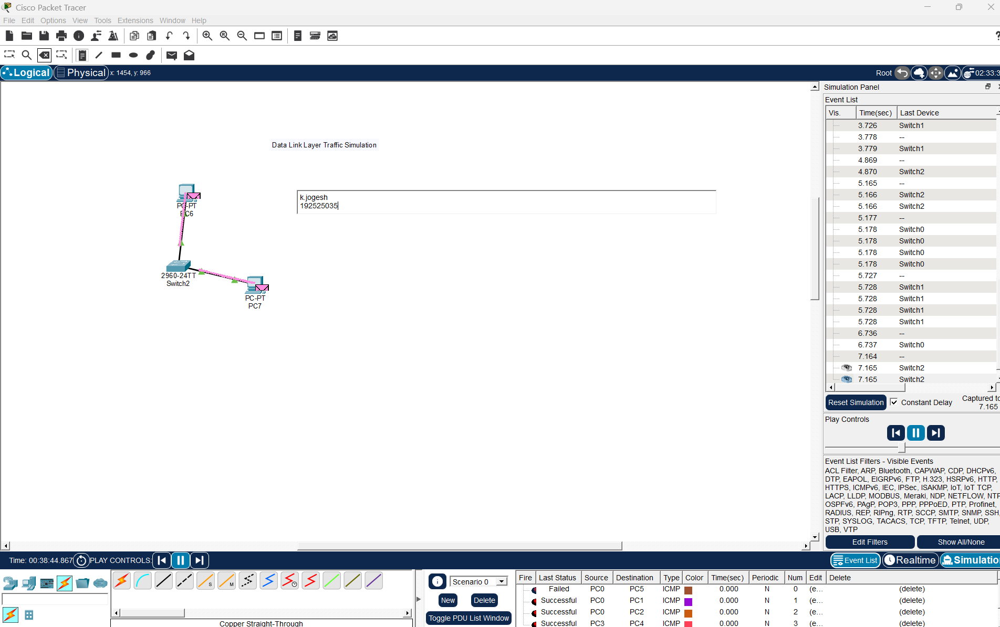 Cisco Packet Tracer
File Edit Options View Tools Extensions Window Help
Logical Physical x: 1454, y: 966 Root 02:33:3
Data Link Layer Traffic Simulation
k.jogesh
192525035
PC-PT
PC6
2960-24TT
Switch2
PC-PT
PC7
Simulation Panel
Event List
Vis. Time(sec) Last Device
3.726 Switch1
3.778 --
3.779 Switch1
4.869 --
4.870 Switch2
5.165 --
5.166 Switch2
5.166 Switch2
5.177 --
5.178 Switch0
5.178 Switch0
5.178 Switch0
5.178 Switch0
5.727 --
5.728 Switch1
5.728 Switch1
5.728 Switch1
5.728 Switch1
6.736 --
6.737 Switch0
7.164 --
7.165 Switch2
7.165 Switch2
Reset Simulation Constant Delay Captured to
7.165
Play Controls
Event List Filters - Visible Events
ACL Filter, ARP, Bluetooth, CAPWAP, CDP, DHCPv6,
DTP, EAPOL, EIGRPv6, FTP, H.323, HSRPv6, HTTP,
HTTPS, ICMPv6, IEC, IPSec, ISAKMP, IoT, IoT TCP,
LACP, LLDP, MODBUS, Meraki, NDP, NETFLOW, NTP
OSPFv6, PAgP, POP3, PPP, PPPoED, PTP, Profinet,
RADIUS, REP, RIPng, RTP, SCCP, SMTP, SNMP, SSH,
STP, SYSLOG, TACACS, TCP, TFTP, Telnet, UDP,
USB, VTP
Edit Filters Show All/None
Time: 00:38:44.867 PLAY CONTROLS: Event List Realtime Simulation
S M
Copper Straight-Through
Scenario 0
New Delete
Toggle PDU List Window
Fire Last Status Source Destination Type Color Time(sec) Periodic Num Edit Delete
Failed PC0 PC5 ICMP 0.000 N 0 (e... (delete)
Successful PC0 PC1 ICMP 0.000 N 1 (e... (delete)
Successful PC0 PC2 ICMP 0.000 N 2 (e... (delete)
Successful PC3 PC4 ICMP 0.000 N 3 (e... (delete)